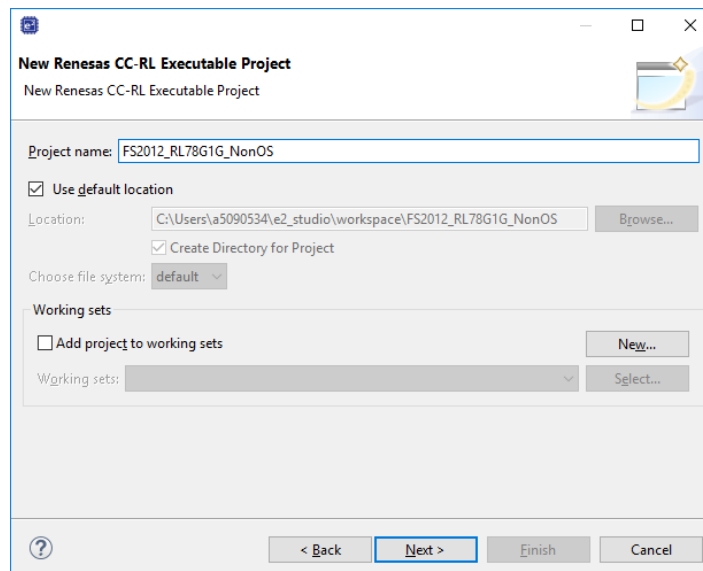 New Renesas CC-RL Executable Project
New Renesas CC-RL Executable Project
Project name: FS2012_RL78G1G_NonOS
Use default location
Location: C:\Users\a5090534\e2_studio\workspace\FS2012_RL78G1G_NonOS Browse...
Create Directory for Project
Choose file system: default
Working sets
Add project to working sets New...
Working sets: Select...
? < Back Next > Finish Cancel